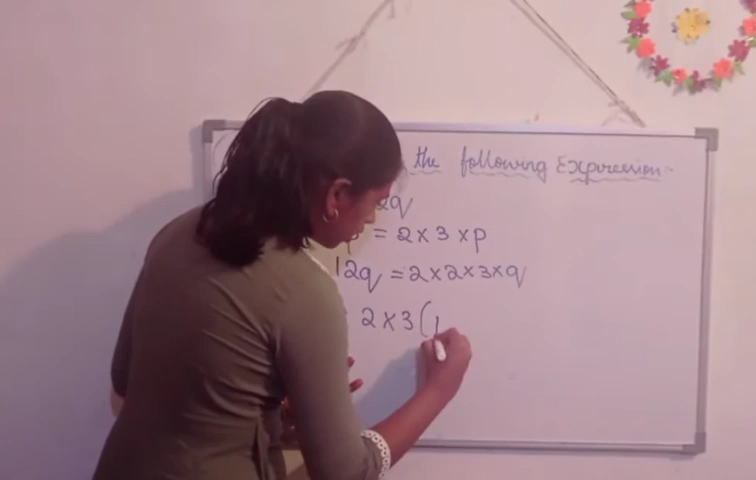 the following Expression:-
2q
p = 2 × 3 × p
12q = 2 × 2 × 3 × q
2 × 3 (